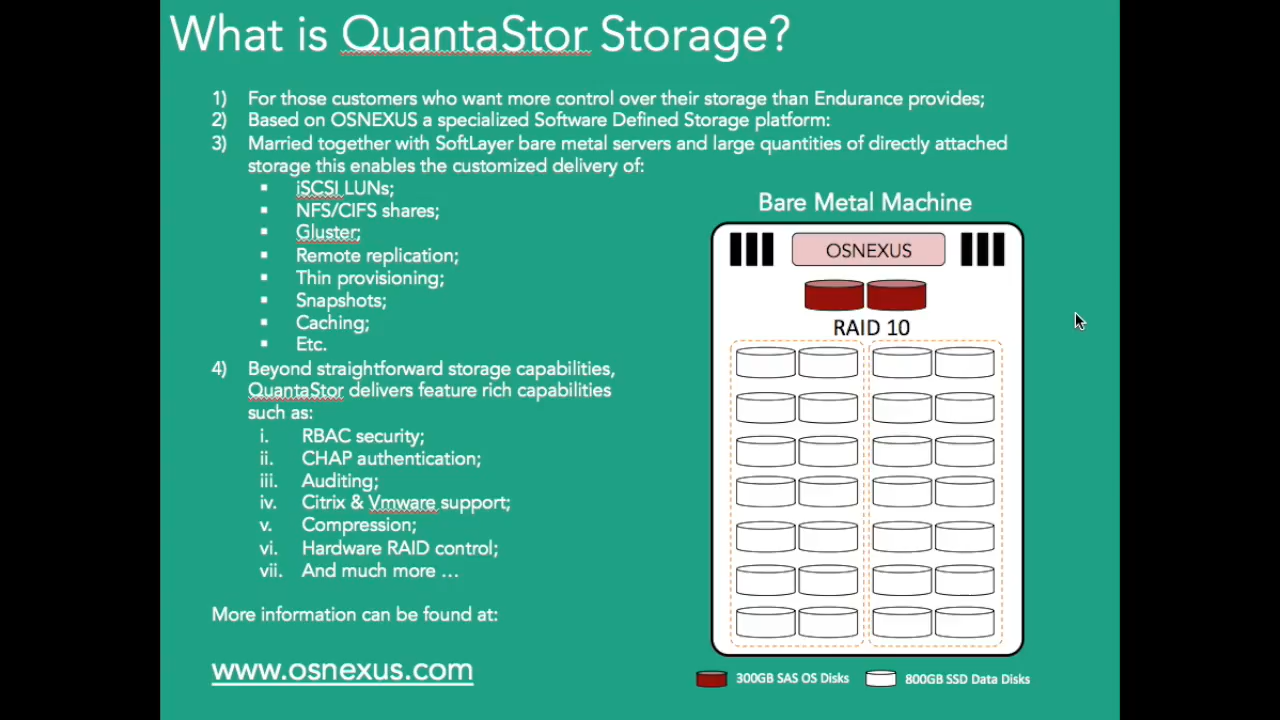 What is QuantaStor Storage?
1) For those customers who want more control over their storage than Endurance provides;
2) Based on OSNEXUS a specialized Software Defined Storage platform:
3) Married together with SoftLayer bare metal servers and large quantities of directly attached
storage this enables the customized delivery of:
▪ iSCSI LUNs;
▪ NFS/CIFS shares;
▪ Gluster;
▪ Remote replication;
▪ Thin provisioning;
▪ Snapshots;
▪ Caching;
▪ Etc.
4) Beyond straightforward storage capabilities,
QuantaStor delivers feature rich capabilities
such as:
i. RBAC security;
ii. CHAP authentication;
iii. Auditing;
iv. Citrix & Vmware support;
v. Compression;
vi. Hardware RAID control;
vii. And much more …
More information can be found at:
www.osnexus.com
Bare Metal Machine
OSNEXUS
RAID 10
300GB SAS OS Disks
800GB SSD Data Disks